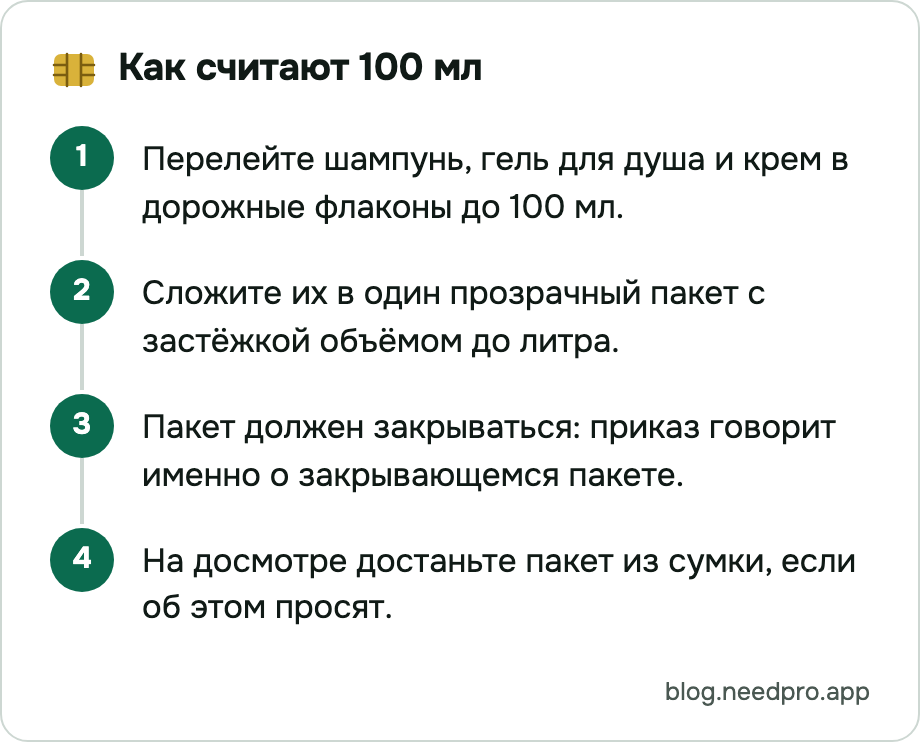 Как считают 100 мл
1
Перелейте шампунь, гель для душа и крем в
дорожные флаконы до 100 мл.
2
Сложите их в один прозрачный пакет с
застёжкой объёмом до литра.
3
Пакет должен закрываться: приказ говорит
именно о закрывающемся пакете.
4
На досмотре достаньте пакет из сумки, если
об этом просят.
blog.needpro.app